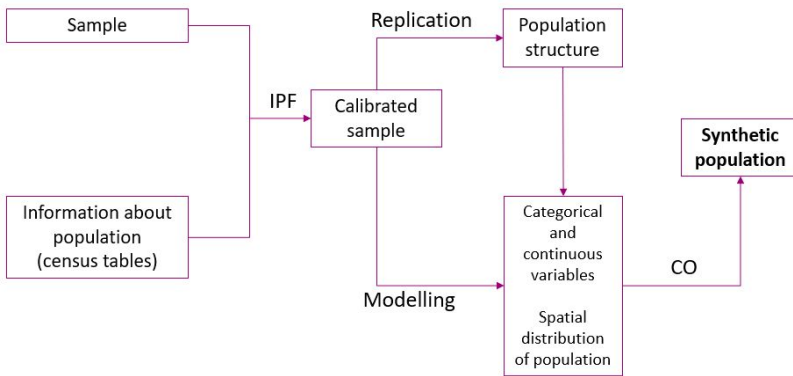 Sample
Replication
Population
structure
IPF
Calibrated
sample
Synthetic
population
Information about
population
(census tables)
Categorical
and
continuous
variables
Spatial
distribution
of population
Modelling
CO